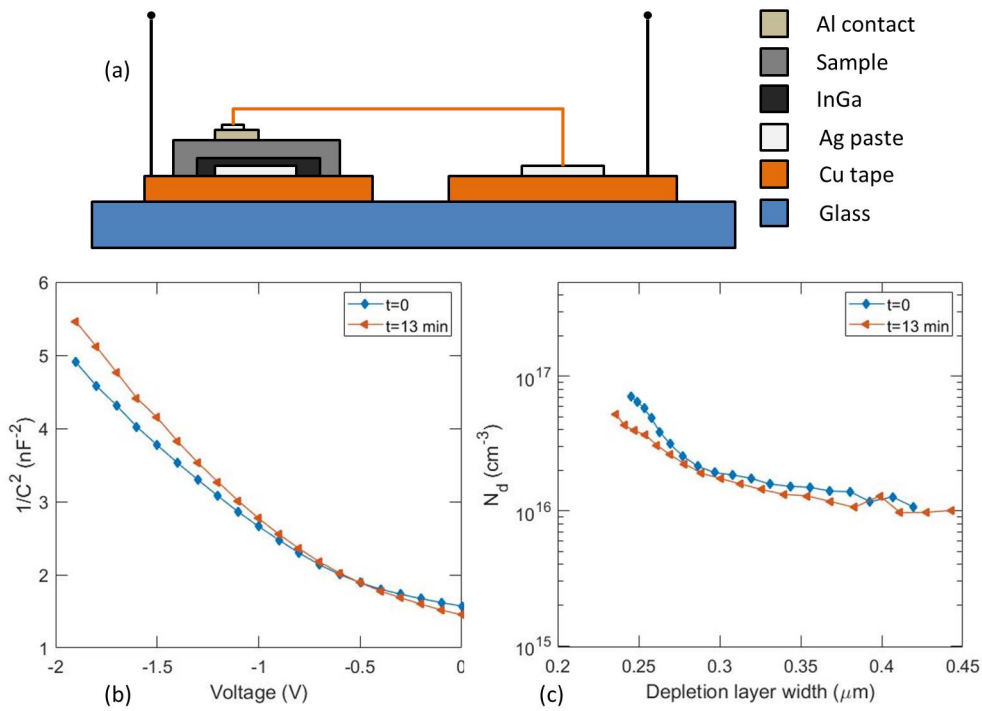 (a)
Al contact
Sample
InGa
Ag paste
Cu tape
Glass
6
5
4
3
2
1
1/C² (nF⁻²)
t=0
t=13 min
-2
-1.5
-1
-0.5
0
(b)
Voltage (V)
10¹⁷
10¹⁶
10¹⁵
N_d (cm⁻³)
t=0
t=13 min
0.2
0.25
0.3
0.35
0.4
0.45
(c)
Depletion layer width (μm)